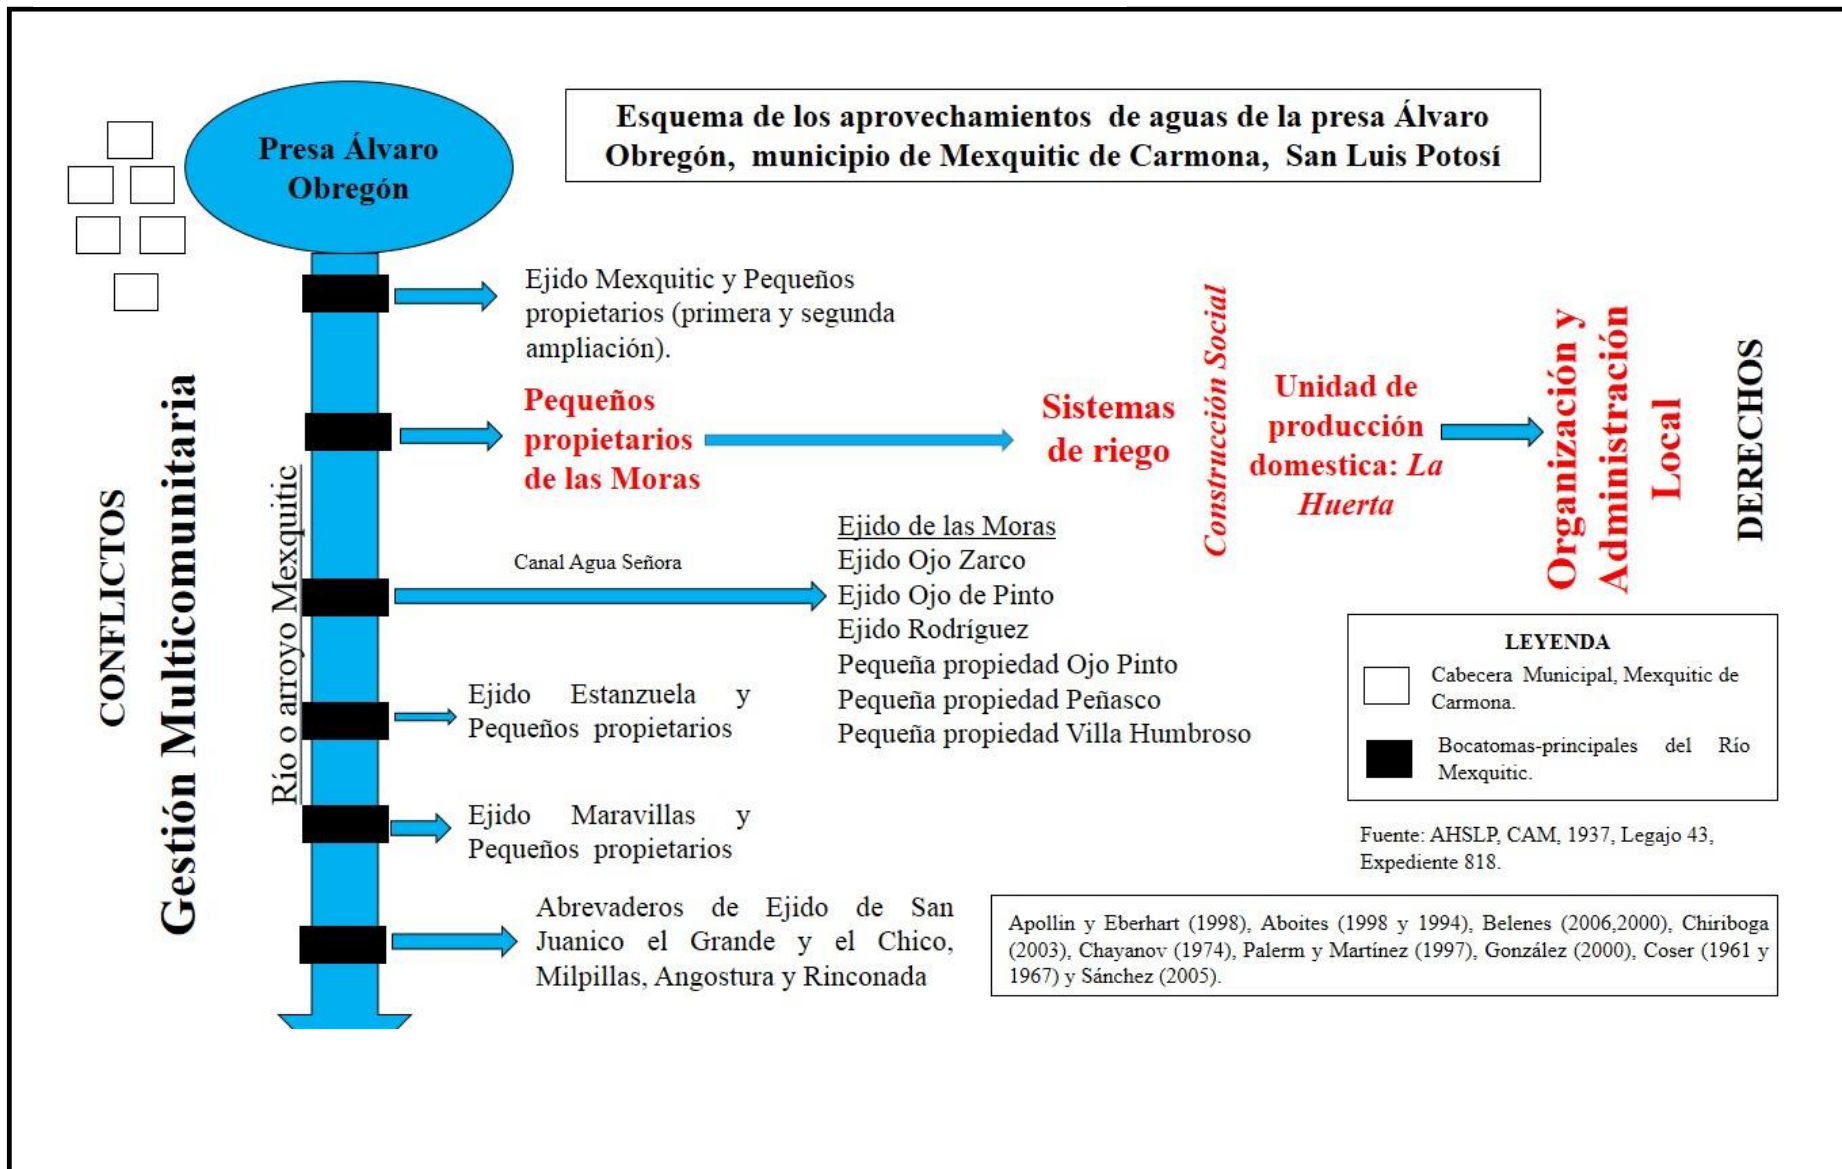 Esquema de los aprovechamientos de aguas de la presa Álvaro
Obregón, municipio de Mexquitic de Carmona, San Luis Potosí
Presa Álvaro
Obregón
CONFLICTOS
Gestión Multicomunitaria
Río o arroyo Mexquitic
Ejido Mexquitic y Pequeños
propietarios (primera y segunda
ampliación).
Pequeños
propietarios
de las Moras
Sistemas
de riego
Construcción Social
Unidad de
producción
domestica: La
Huerta
Organización y
Administración
Local
DERECHOS
Canal Agua Señora
Ejido de las Moras
Ejido Ojo Zarco
Ejido Ojo de Pinto
Ejido Rodríguez
Pequeña propiedad Ojo Pinto
Pequeña propiedad Peñasco
Pequeña propiedad Villa Humbroso
Ejido Estanzuela y
Pequeños propietarios
Ejido Maravillas y
Pequeños propietarios
Abrevaderos de Ejido de San
Juanico el Grande y el Chico,
Milpillas, Angostura y Rinconada
LEYENDA
Cabecera Municipal, Mexquitic de
Carmona.
Bocatomas-principales del Río
Mexquitic.
Fuente: AHSLP, CAM, 1937, Legajo 43,
Expediente 818.
Apollin y Eberhart (1998), Aboites (1998 y 1994), Belenes (2006,2000), Chiriboga
(2003), Chayanov (1974), Palerm y Martínez (1997), González (2000), Coser (1961 y
1967) y Sánchez (2005).